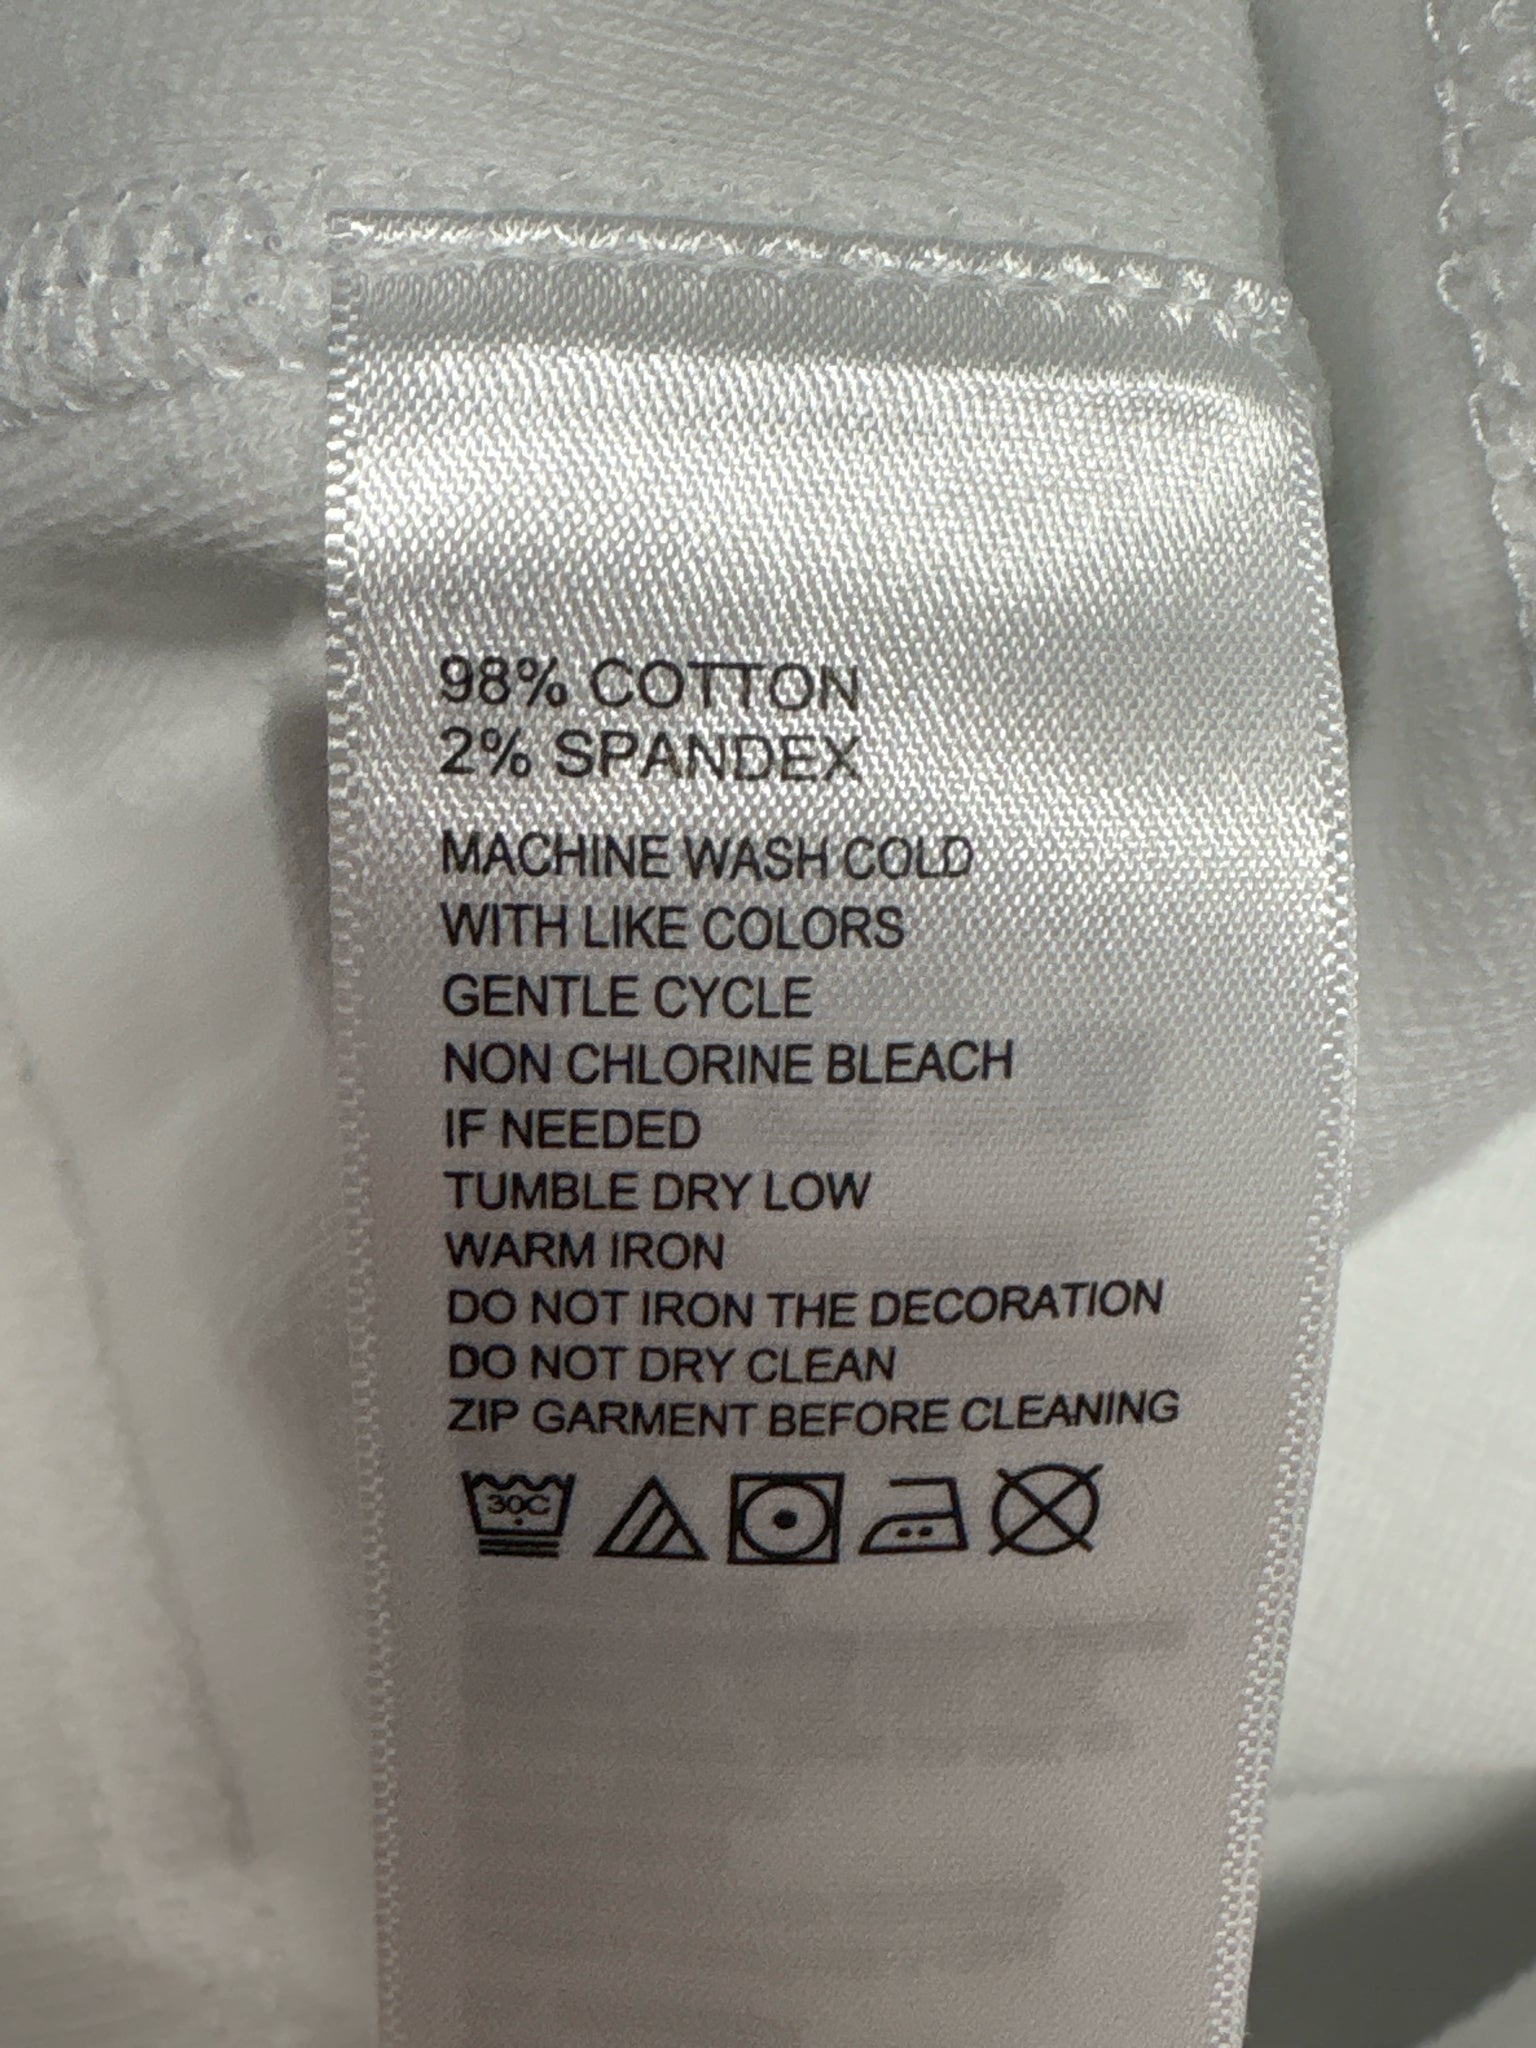 98% COTTON
2% SPANDEX
MACHINE WASH COLD
WITH LIKE COLORS
GENTLE CYCLE
NON CHLORINE BLEACH
IF NEEDED
TUMBLE DRY LOW
WARM IRON
DO NOT IRON THE DECORATION
DO NOT DRY CLEAN
ZIP GARMENT BEFORE CLEANING
30C